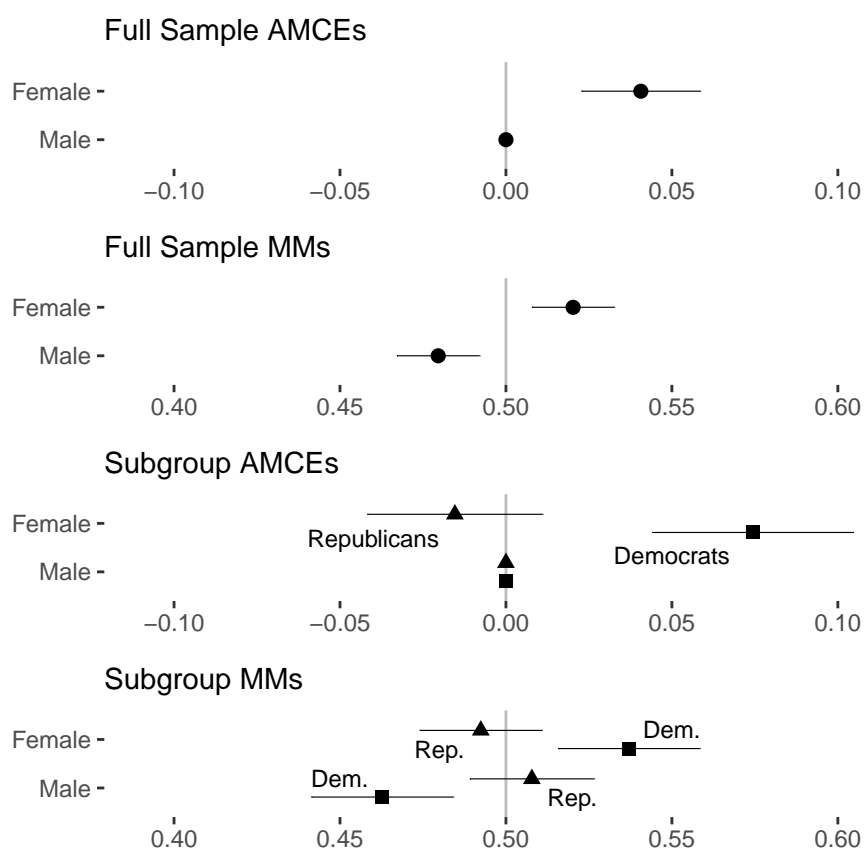 Full Sample AMCEs
Female
Male
−0.10 −0.05 0.00 0.05 0.10
Full Sample MMs
Female
Male
0.40 0.45 0.50 0.55 0.60
Subgroup AMCEs
Female
Republicans
Democrats
Male
−0.10 −0.05 0.00 0.05 0.10
Subgroup MMs
Dem.
Female
Rep.
Dem.
Male
Rep.
0.40 0.45 0.50 0.55 0.60